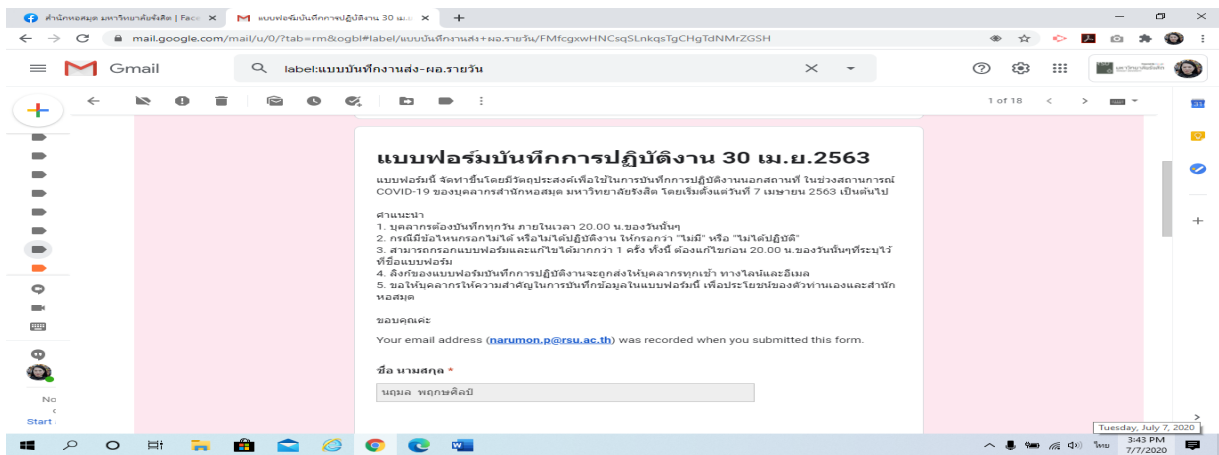 สำนักหอสมุด มหาวิทยาลัยรังสิต | Face
แบบฟอร์มบันทึกการปฏิบัติงาน 30 เม.ย
mail.google.com/mail/u/0/?tab=rm&ogbl#label/แบบบันทึกงานส่ง+ผอ.รายวัน/FMfcgxwHNCsqSLnkqsTgCHgTdNMrZGSH
Gmail
label:แบบบันทึกงานส่ง-ผอ.รายวัน
1 of 18
แบบฟอร์มบันทึกการปฏิบัติงาน 30 เม.ย.2563
แบบฟอร์มนี้ จัดทำขึ้นโดยมีวัตถุประสงค์เพื่อใช้ในการบันทึกการปฏิบัติงานนอกสถานที่ ในช่วงสถานการณ์
COVID-19 ของบุคลากรสำนักหอสมุด มหาวิทยาลัยรังสิต โดยเริ่มตั้งแต่วันที่ 7 เมษายน 2563 เป็นต้นไป
คำแนะนำ
1. บุคลากรต้องบันทึกทุกวัน ภายในเวลา 20.00 น.ของวันนั้นๆ
2. กรณีมีข้อไหนกรอกไม่ได้ หรือไม่ได้ปฏิบัติงาน ให้กรอกว่า "ไม่มี" หรือ "ไม่ได้ปฏิบัติ"
3. สามารถกรอกแบบฟอร์มและแก้ไขได้มากกว่า 1 ครั้ง ทั้งนี้ ต้องแก้ไขก่อน 20.00 น.ของวันนั้นๆที่ระบุไว้
ที่ชื่อแบบฟอร์ม
4. ลิงก์ของแบบฟอร์มบันทึกการปฏิบัติงานจะถูกส่งให้บุคลากรทุกเช้า ทางไลน์และอีเมล
5. ขอให้บุคลากรให้ความสำคัญในการบันทึกข้อมูลในแบบฟอร์มนี้ เพื่อประโยชน์ของตัวท่านเองและสำนัก
หอสมุด
ขอบคุณค่ะ
Your email address (narumon.p@rsu.ac.th) was recorded when you submitted this form.
ชื่อ นามสกุล *
นฤมล พฤกษศิลป์
No
c
Start
Tuesday, July 7, 2020
ไทย
3:43 PM
7/7/2020